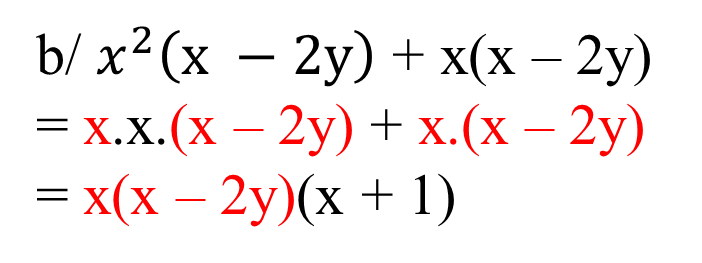 b/ x²(x − 2y) + x(x − 2y)
= x.x.(x − 2y) + x.(x − 2y)
= x(x − 2y)(x + 1)